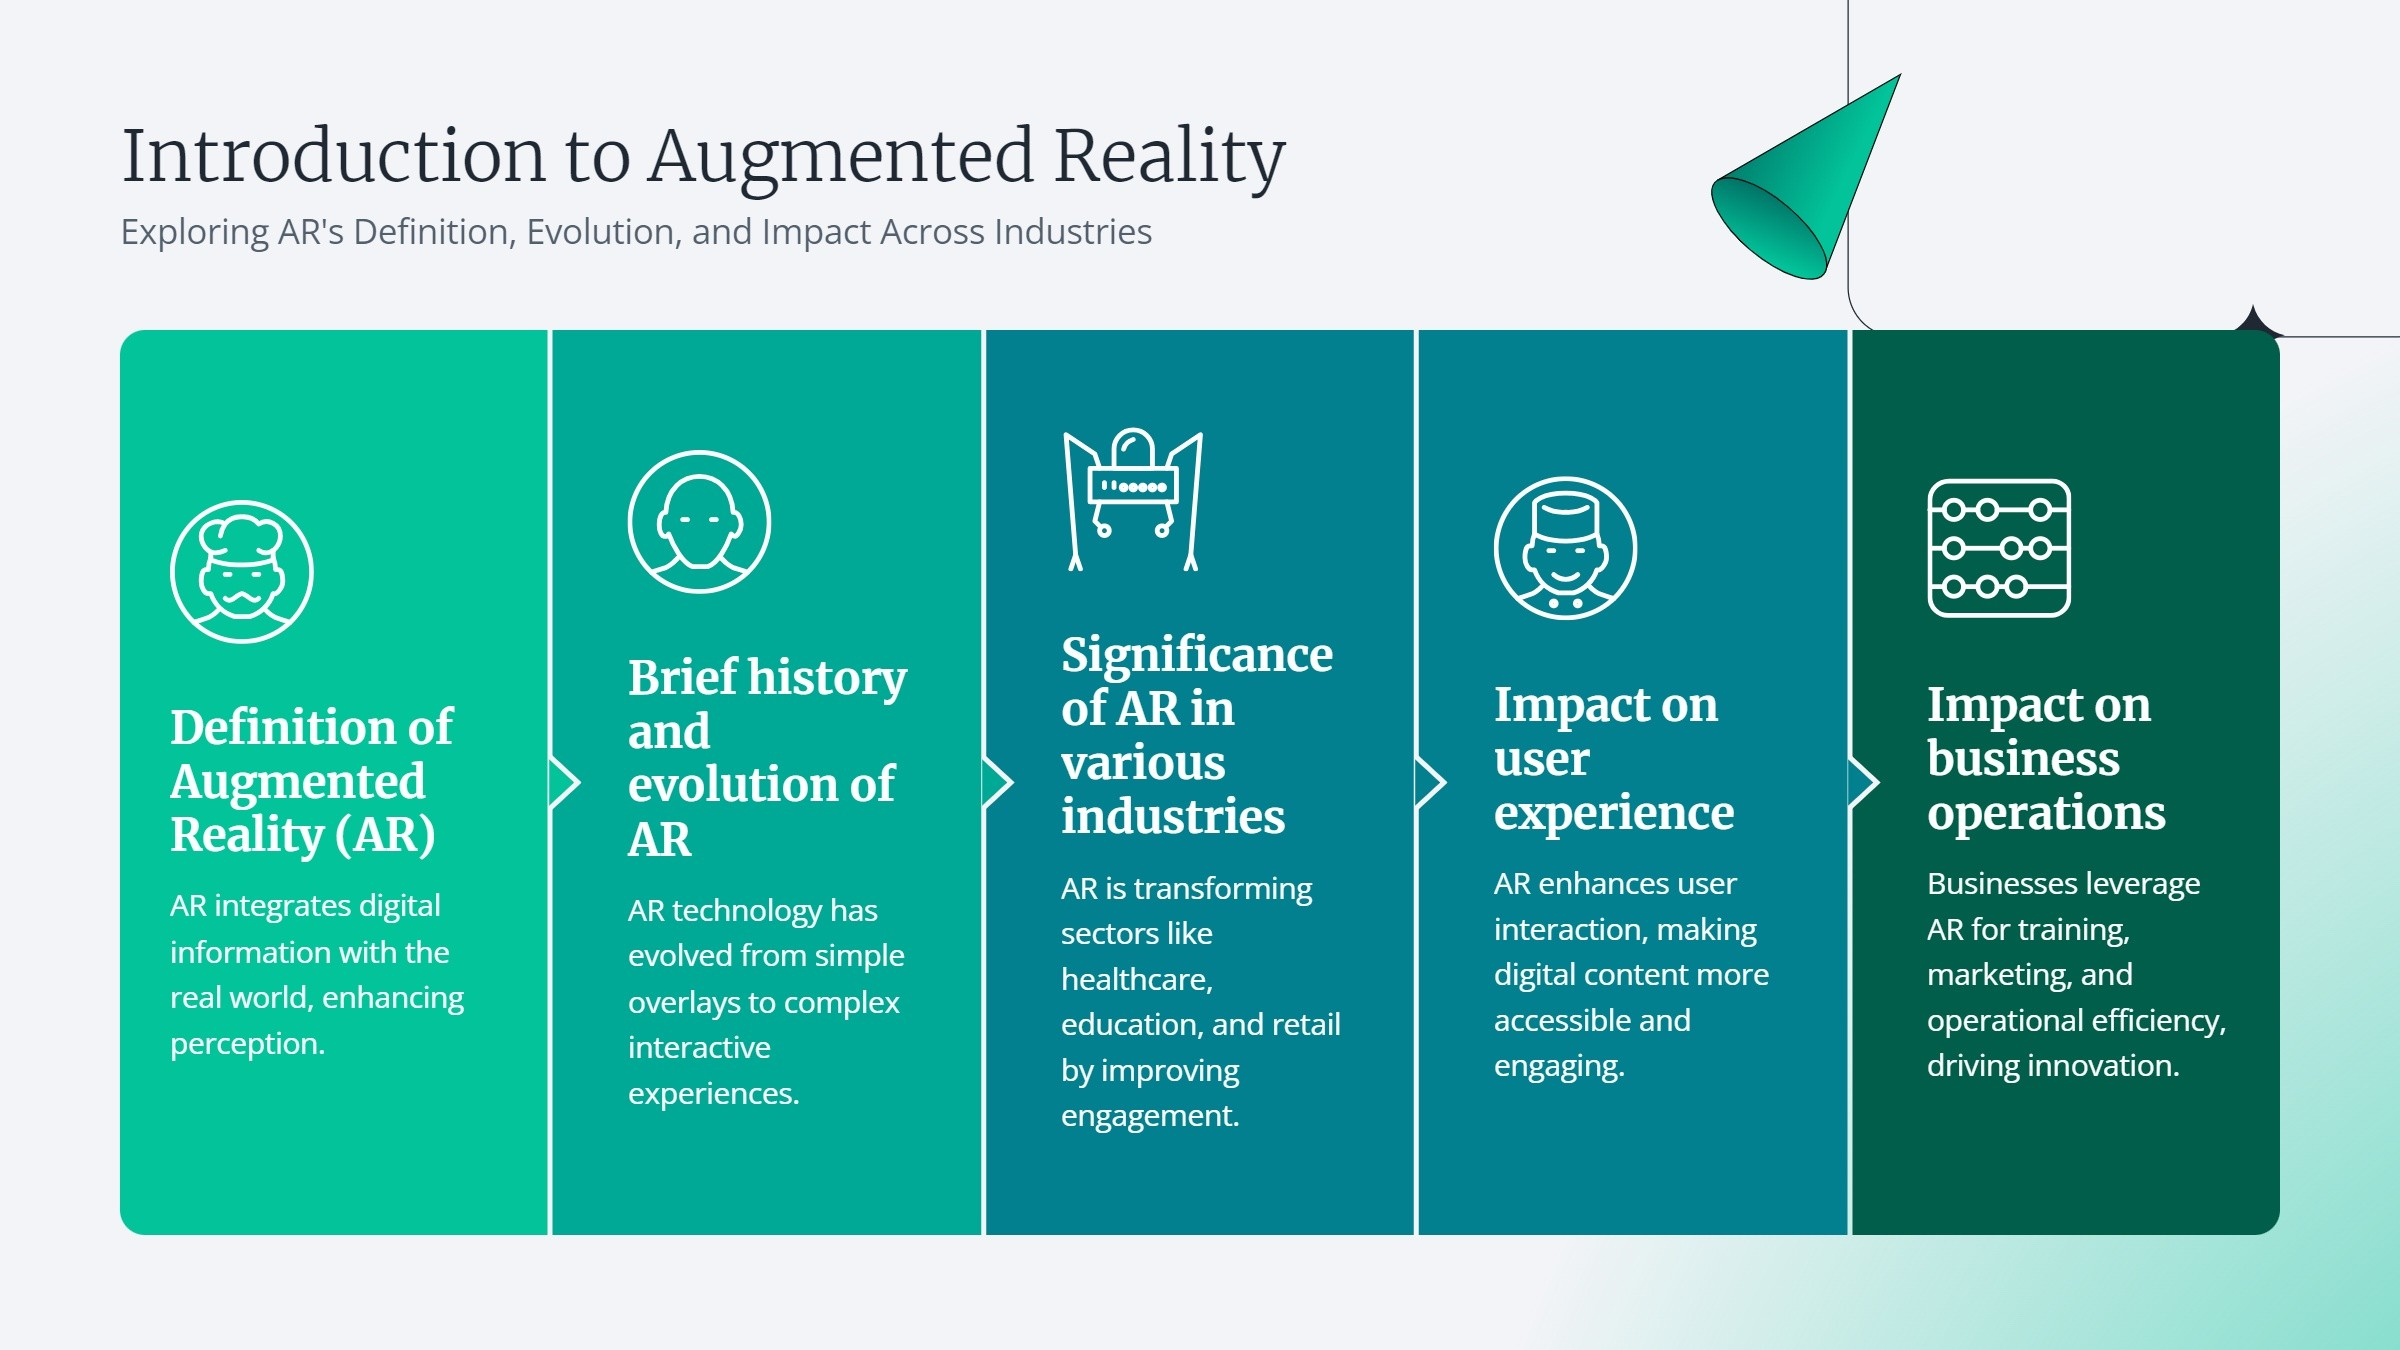 Introduction to Augmented Reality
Exploring AR's Definition, Evolution, and Impact Across Industries
Definition of
Augmented
Reality (AR)
AR integrates digital
information with the
real world, enhancing
perception.
Brief history
and
evolution of
AR
AR technology has
evolved from simple
overlays to complex
interactive
experiences.
Significance
of AR in
various
industries
AR is transforming
sectors like
healthcare,
education, and retail
by improving
engagement.
Impact on
user
experience
AR enhances user
interaction, making
digital content more
accessible and
engaging.
Impact on
business
operations
Businesses leverage
AR for training,
marketing, and
operational efficiency,
driving innovation.